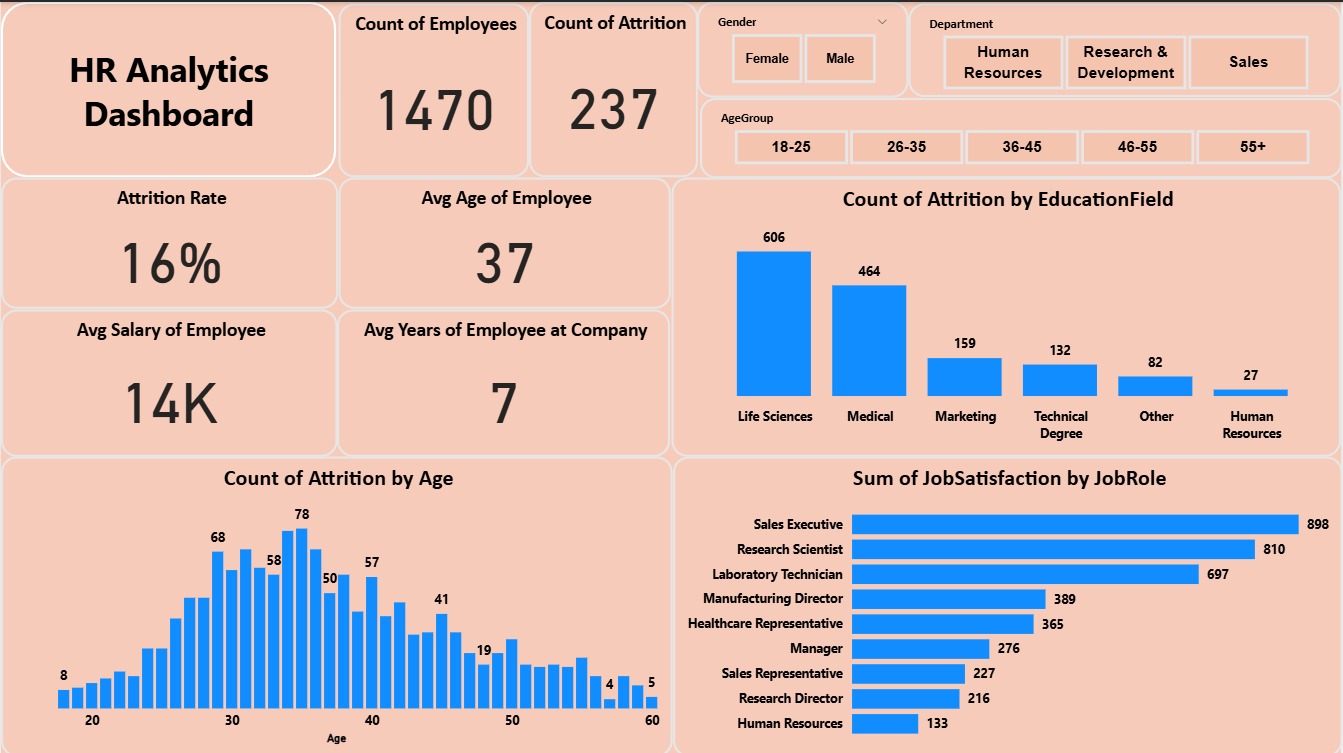 HR Analytics
Dashboard
Count of Employees
1470
Count of Attrition
237
Gender
Female
Male
Department
Human
Resources
Research &
Development
Sales
AgeGroup
18-25
26-35
36-45
46-55
55+
Attrition Rate
16%
Avg Age of Employee
37
Avg Salary of Employee
14K
Avg Years of Employee at Company
7
Count of Attrition by EducationField
606
464
159
132
82
27
Life Sciences
Medical
Marketing
Technical
Degree
Other
Human
Resources
Count of Attrition by Age
8
68
58
78
50
57
41
19
4
5
20
30
40
50
60
Age
Sum of JobSatisfaction by JobRole
Sales Executive 898
Research Scientist 810
Laboratory Technician 697
Manufacturing Director 389
Healthcare Representative 365
Manager 276
Sales Representative 227
Research Director 216
Human Resources 133